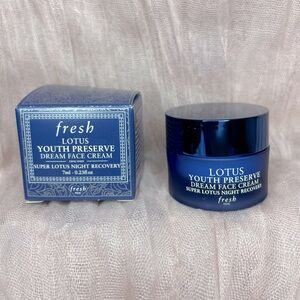 fresh
LOTUS
YOUTH PRESERVE
DREAM FACE CREAM
SUPER LOTUS NIGHT RECOVERY
7ml - 0.23fl oz
LOTUS
YOUTH PRESERVE
DREAM FACE CREAM
SUPER LOTUS NIGHT RECOVERY
fresh